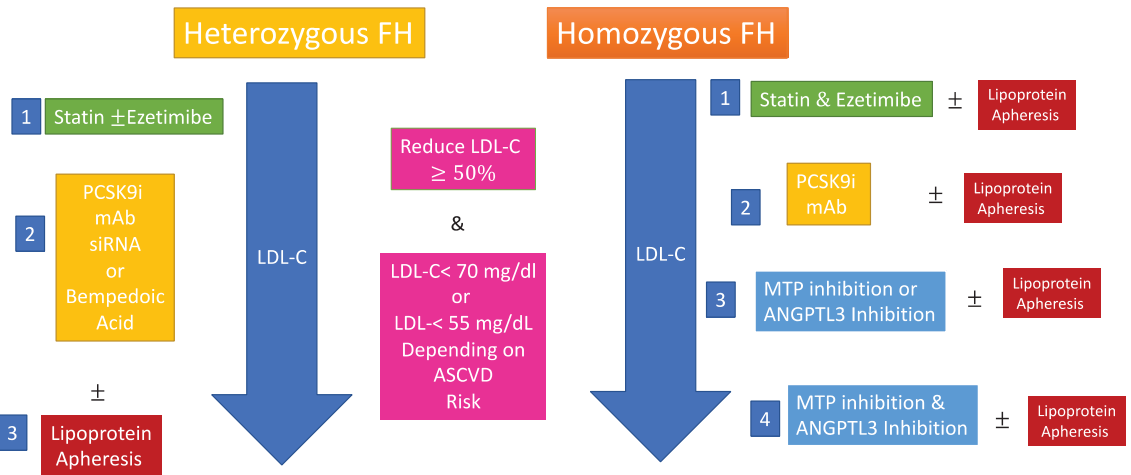 Heterozygous FH
1
Statin ±Ezetimibe
2
PCSK9i
mAb
siRNA
or
Bempedoic
Acid
±
3
Lipoprotein
Apheresis
LDL-C
Reduce LDL-C
≥ 50%
&
LDL-C< 70 mg/dl
or
LDL-< 55 mg/dL
Depending on
ASCVD
Risk
Homozygous FH
LDL-C
1
Statin & Ezetimibe
±
Lipoprotein
Apheresis
2
PCSK9i
mAb
±
Lipoprotein
Apheresis
3
MTP inhibition or
ANGPTL3 Inhibition
±
Lipoprotein
Apheresis
4
MTP inhibition &
ANGPTL3 Inhibition
±
Lipoprotein
Apheresis